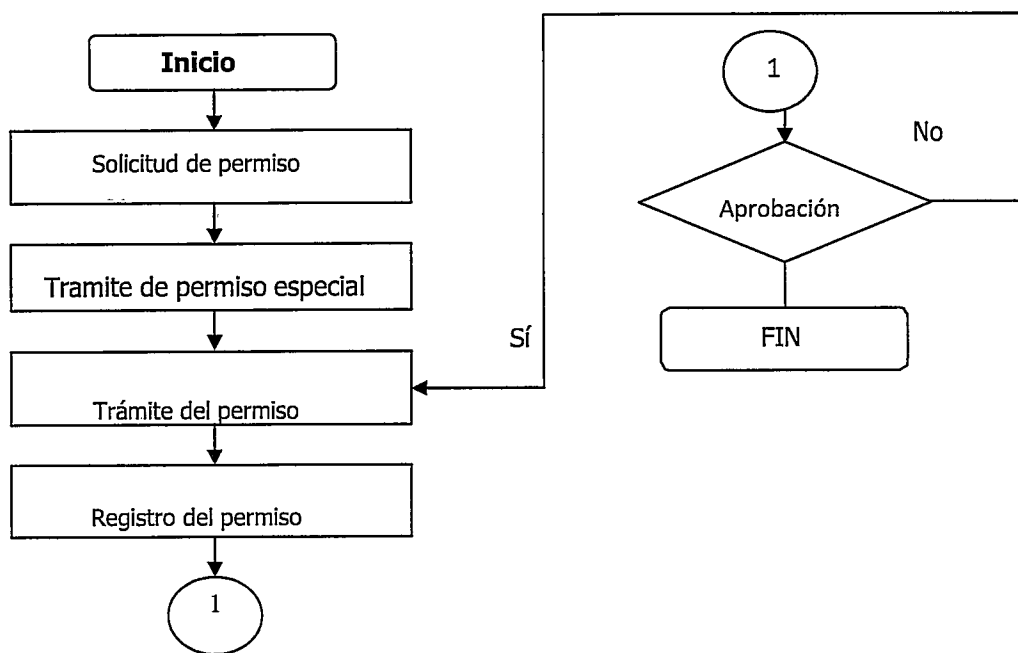 Inicio
Solicitud de permiso
Tramite de permiso especial
Trámite del permiso
Registro del permiso
1
1
No
Aprobación
Sí
FIN